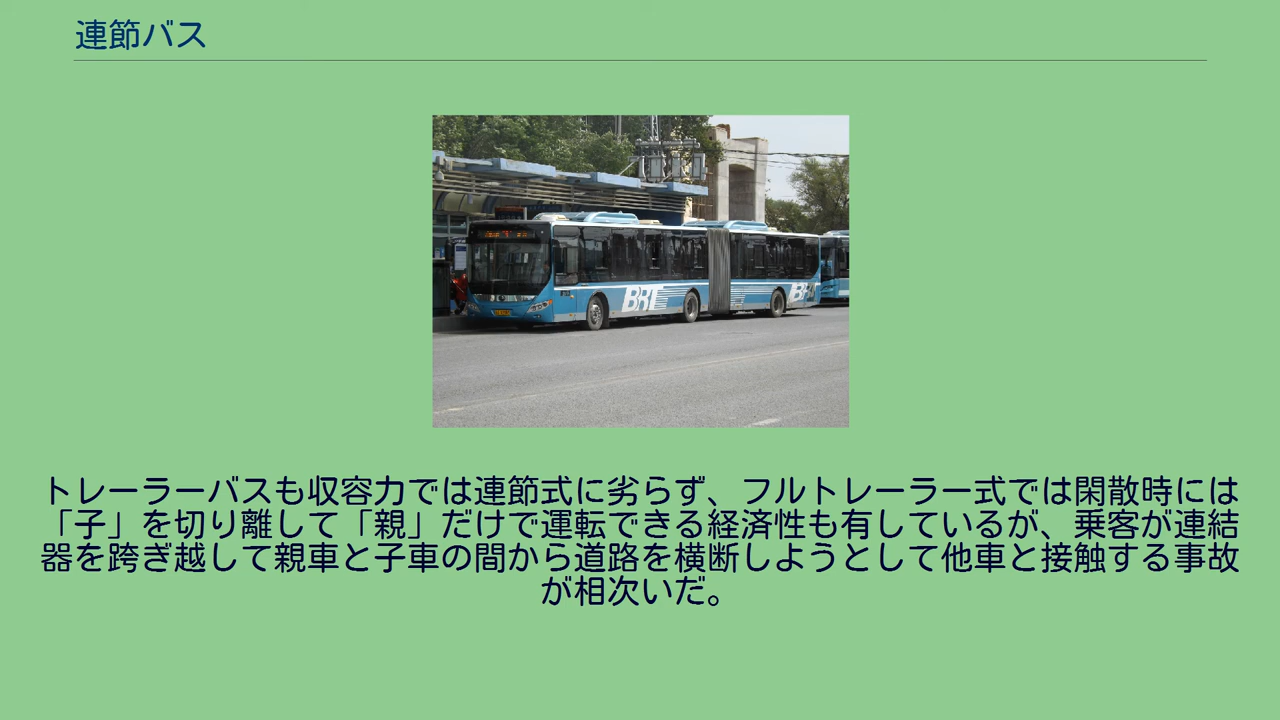 連節バス
BRT
トレーラーバスも収容力では連節式に劣らず、フルトレーラー式では閑散時には
「子」を切り離して「親」だけで運転できる経済性も有しているが、乗客が連結
器を跨ぎ越して親車と子車の間から道路を横断しようとして他車と接触する事故
が相次いだ。